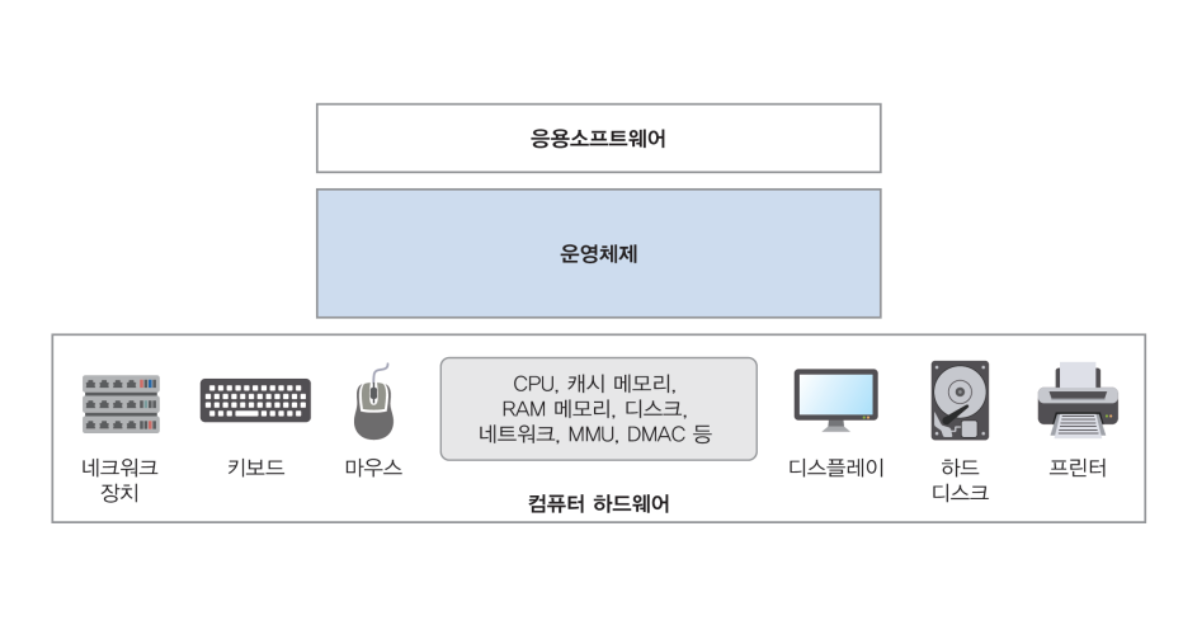 응용소프트웨어
운영체제
CPU, 캐시 메모리,
RAM 메모리, 디스크,
네트워크, MMU, DMAC 등
네크워크
장치
키보드
마우스
디스플레이
하드
디스크
프린터
컴퓨터 하드웨어